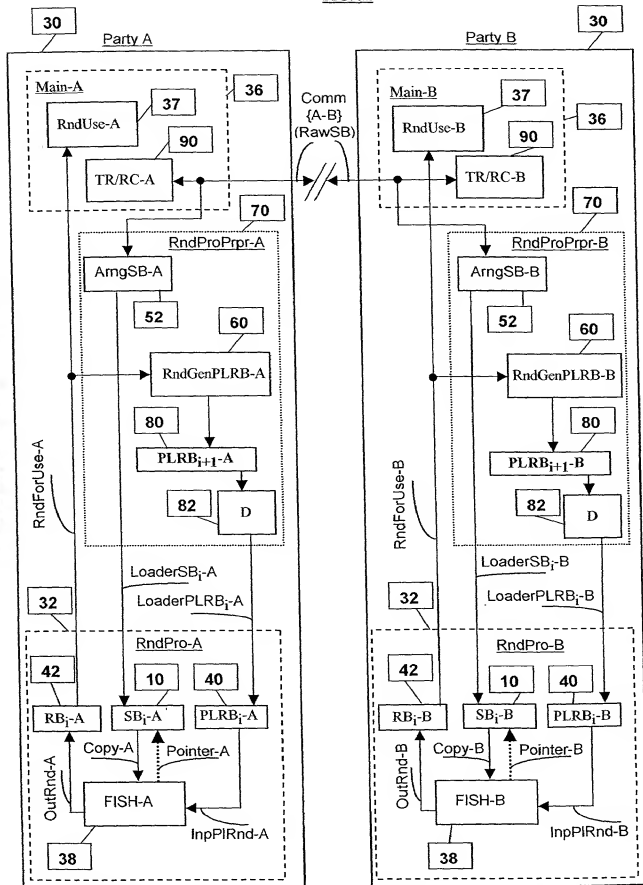 30
Party A
Party B
30
Main-A
36
37
RndUse-A
90
TR/RC-A
Comm
{A-B}
(RawSB)
Main-B
37
36
RndUse-B
90
TR/RC-B
70
RndProPrpr-A
ArngSB-A
52
60
RndGenPLRB-A
80
PLRBi+1-A
82
D
RndForUse-A
LoaderSBi-A
LoaderPLRBi-A
70
RndProPrpr-B
ArngSB-B
52
60
RndGenPLRB-B
80
PLRBi+1-B
82
D
RndForUse-B
LoaderSBi-B
LoaderPLRBi-B
32
RndPro-A
42
10
40
RBi-A
SBi-A
PLRBi-A
Copy-A
Pointer-A
OutRnd-A
FISH-A
InpPlRnd-A
38
32
RndPro-B
42
10
40
RBi-B
SBi-B
PLRBi-B
Copy-B
Pointer-B
OutRnd-B
FISH-B
InpPlRnd-B
38